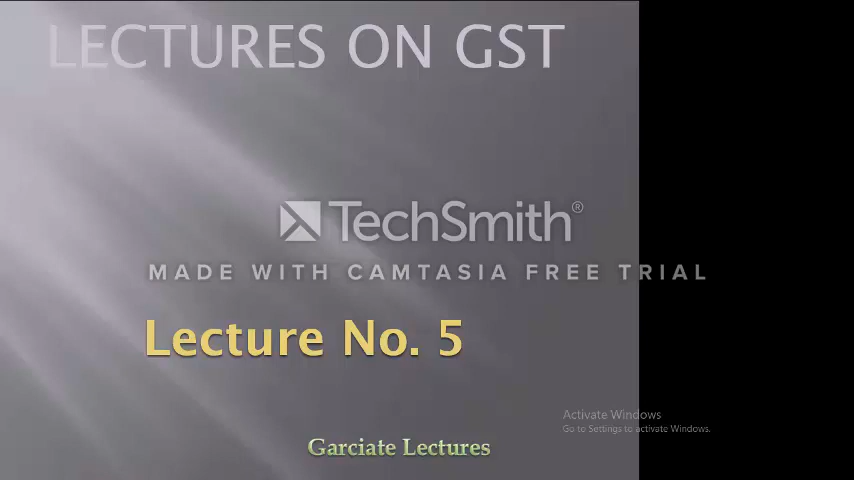 LECTURES ON GST
TechSmith®
MADE WITH CAMTASIA FREE TRIAL
Lecture No. 5
Activate Windows
Go to Settings to activate Windows.
Garciate Lectures